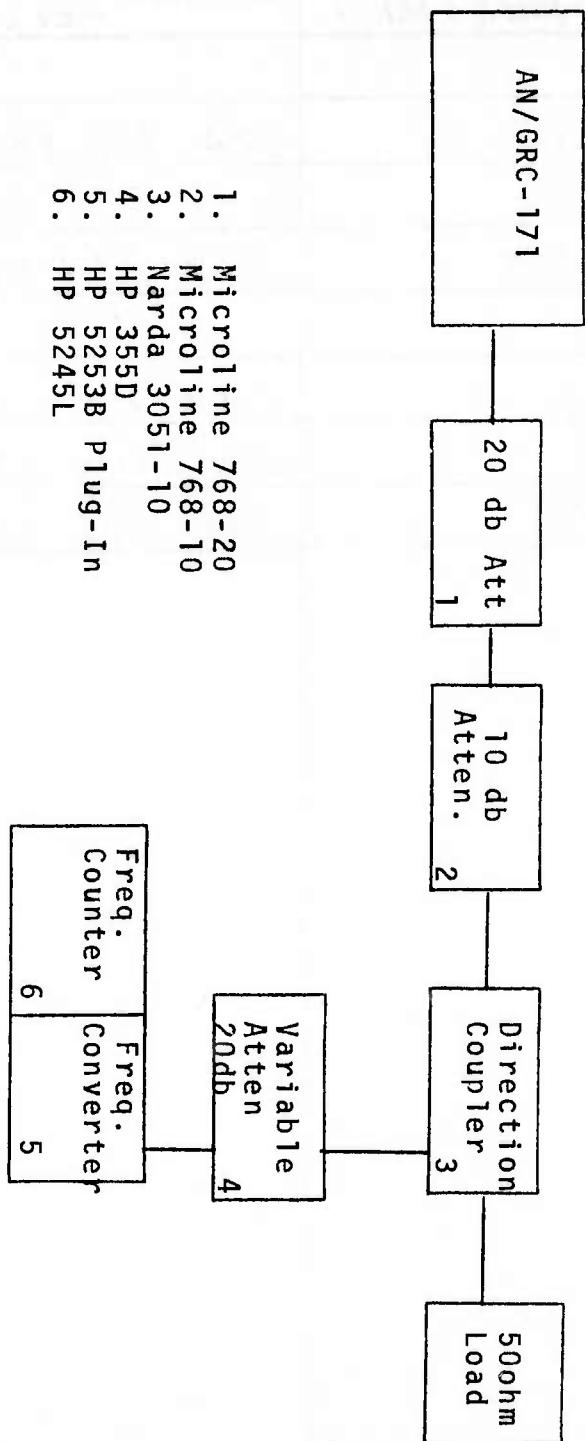 AN/GRC-171
20 db Att
1
10 db
Atten.
2
Direction
Coupler
3
50ohm
Load
Variable
Atten
20db
4
Freq.
Counter
6
Freq.
Converter
5
1. Microline 768-20
2. Microline 768-10
3. Narda 3051-10
4. HP 355D
5. HP 5253B Plug-In
6. HP 5245L